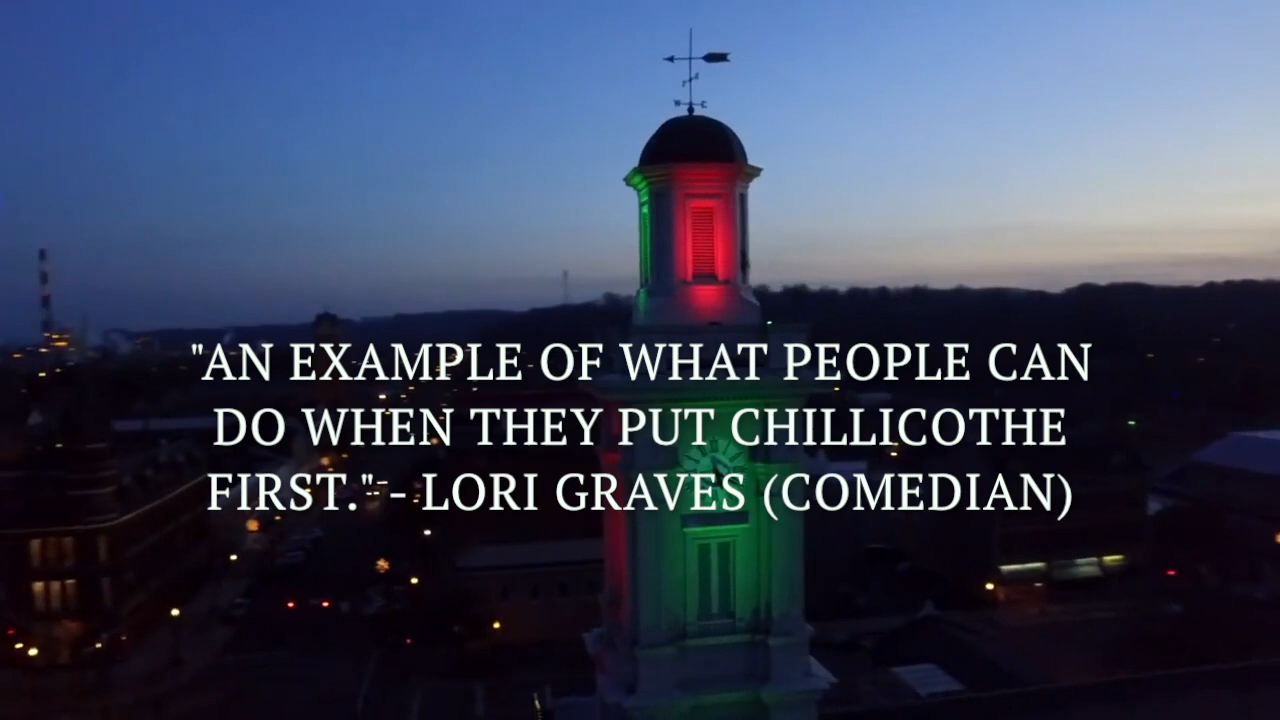 "AN EXAMPLE OF WHAT PEOPLE CAN
DO WHEN THEY PUT CHILLICOTHE
FIRST."- LORI GRAVES (COMEDIAN)